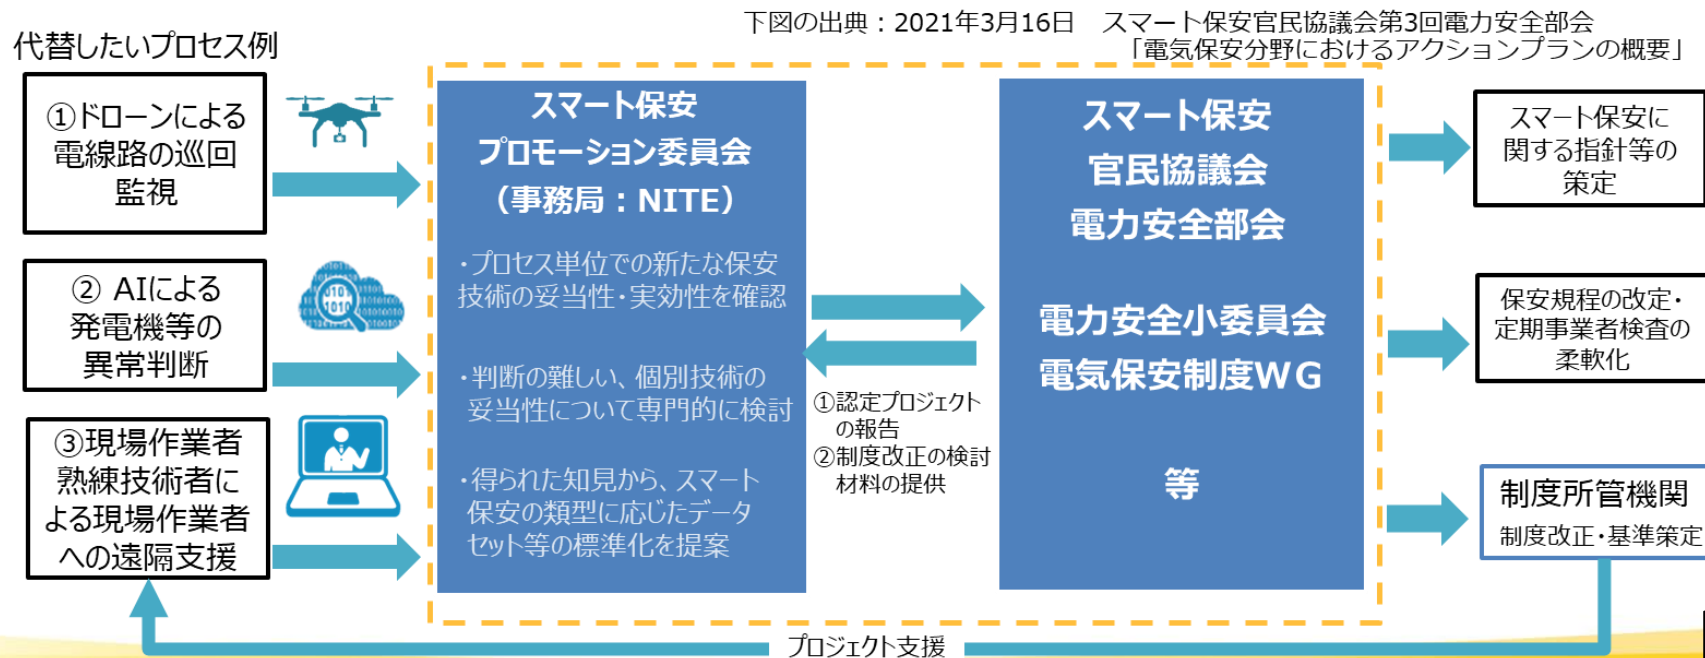 下図の出典：2021年3月16日　スマート保安官民協議会第3回電力安全部会
「電気保安分野におけるアクションプランの概要」
代替したいプロセス例
①ドローンによる
電線路の巡回
監視
② AIによる
発電機等の
異常判断
③現場作業者
熟練技術者に
よる現場作業者
への遠隔支援
スマート保安
プロモーション委員会
（事務局：NITE）
・プロセス単位での新たな保安
技術の妥当性・実効性を確認
・判断の難しい、個別技術の
妥当性について専門的に検討
・得られた知見から、スマート
保安の類型に応じたデータ
セット等の標準化を提案
①認定プロジェクト
の報告
②制度改正の検討
材料の提供
スマート保安
官民協議会
電力安全部会
電力安全小委員会
電気保安制度WG
等
スマート保安に
関する指針等の
策定
保安規程の改定・
定期事業者検査の
柔軟化
制度所管機関
制度改正・基準策定
プロジェクト支援